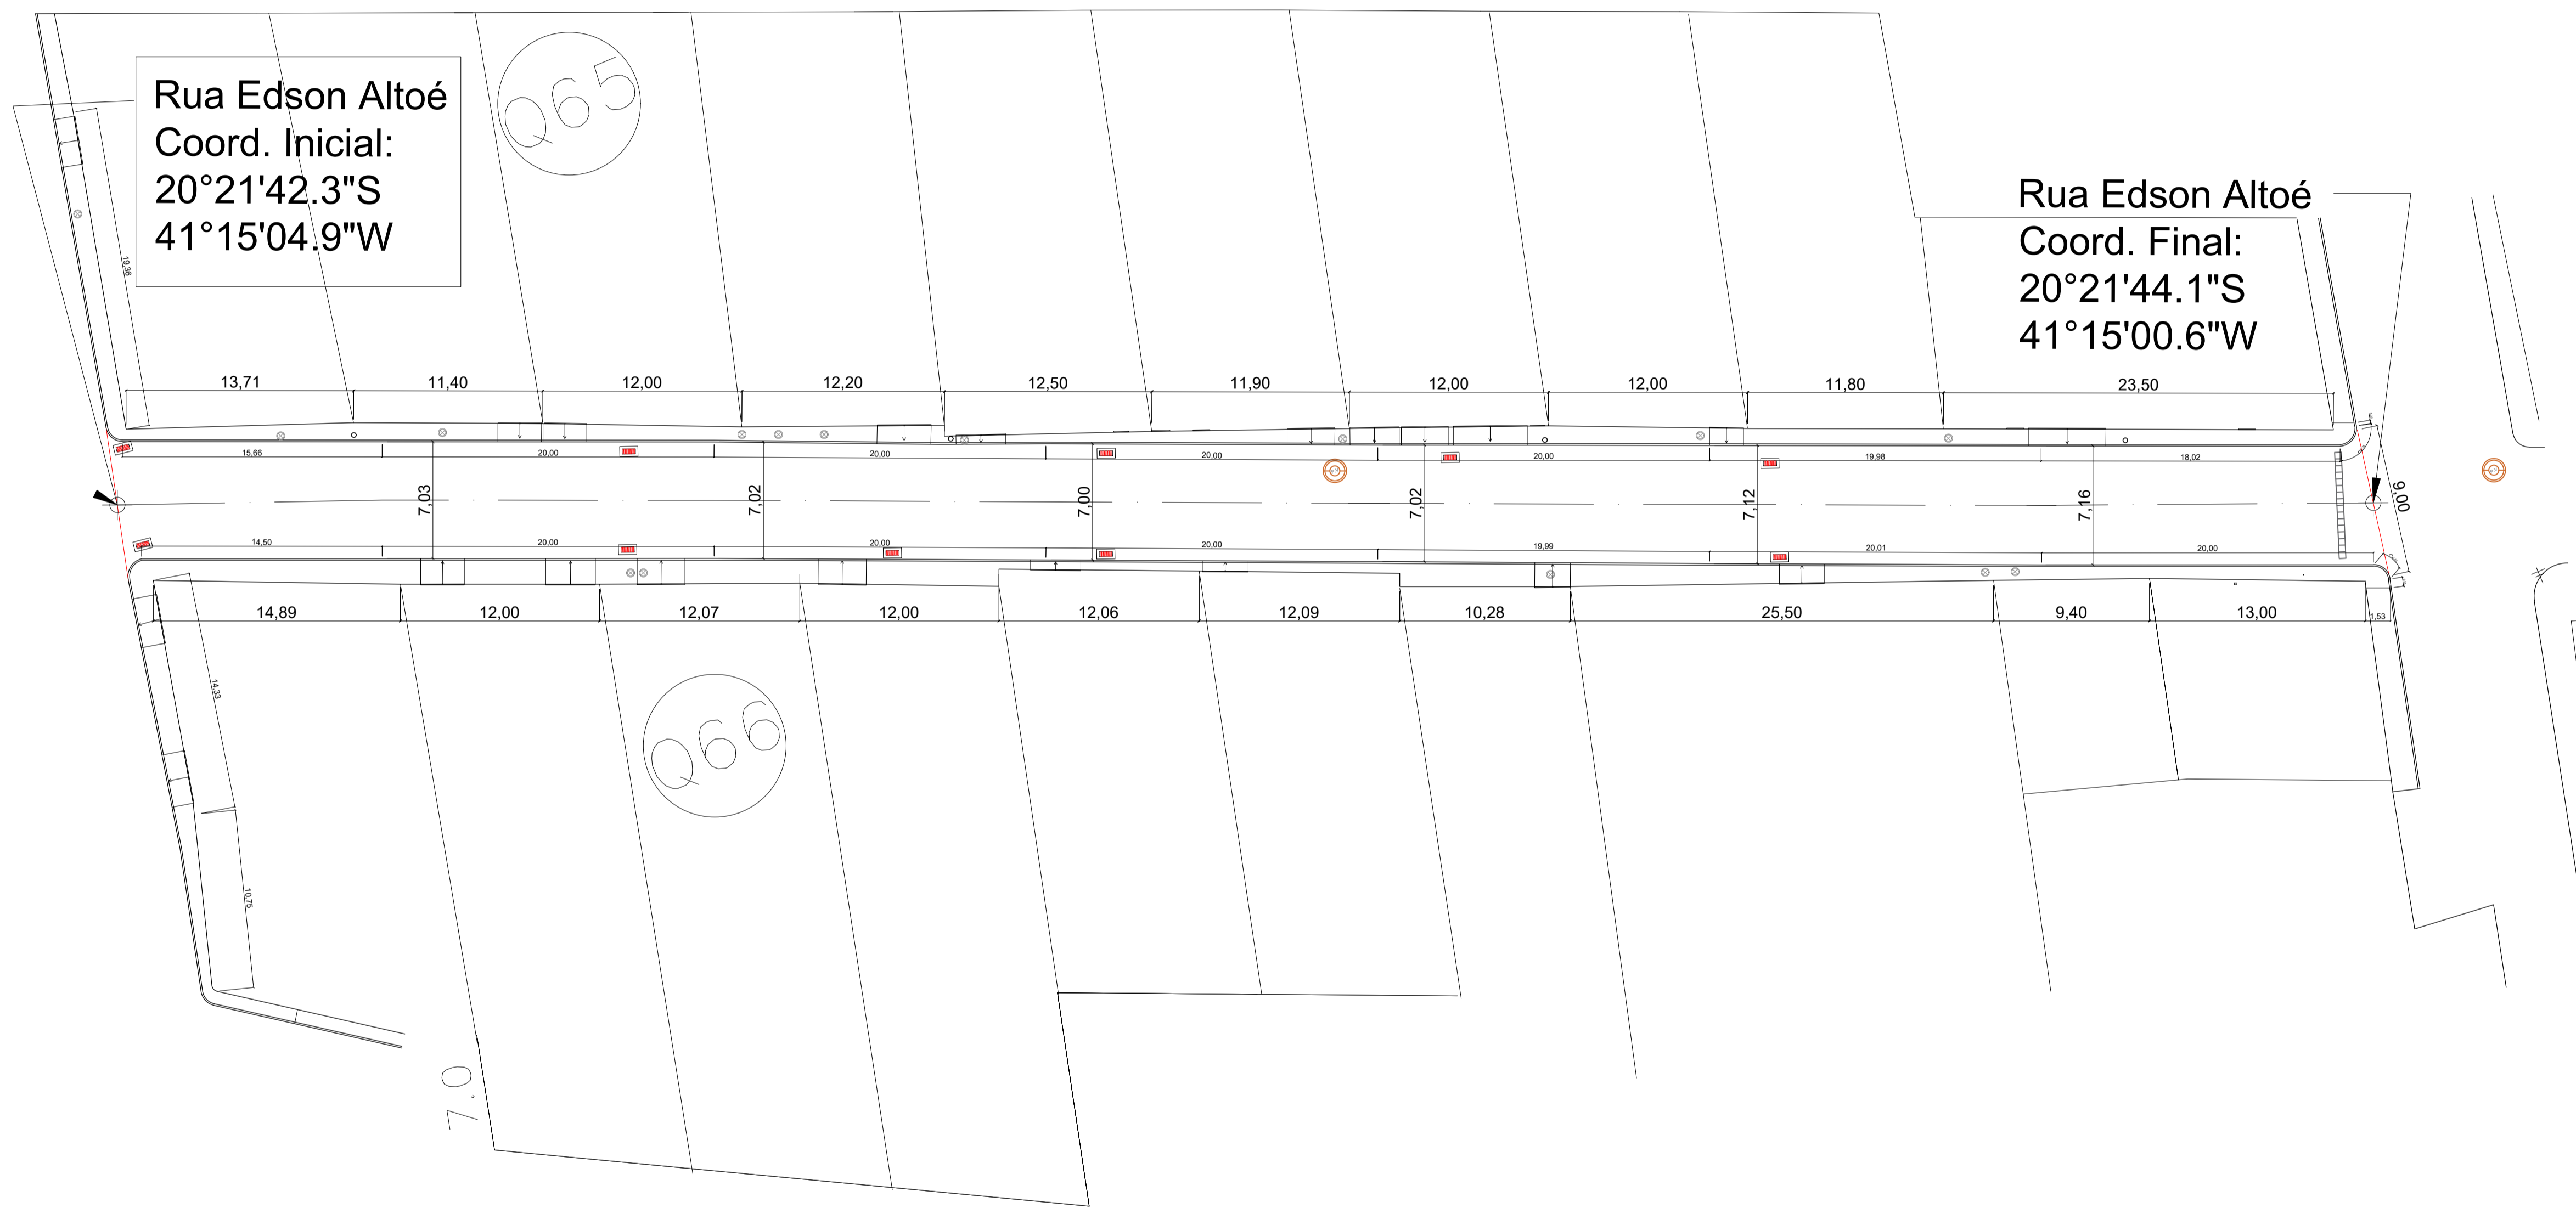 Rua Edson Altoé
Coord. Inicial:
20°21'42.3"S
41°15'04.9"W
Q65
Rua Edson Altoé
Coord. Final:
20°21'44.1"S
41°15'00.6"W
19,36
13,71 11,40 12,00 12,20 12,50 11,90 12,00 12,00 11,80 23,50
15,66 20,00 20,00 20,00 20,00 19,98 18,02
7,03 7,02 7,00 7,02 7,12 7,16 9,00
14,50 20,00 20,00 20,00 19,99 20,01 20,00
14,89 12,00 12,07 12,00 12,06 12,09 10,28 25,50 9,40 13,00 1,53
14,33
Q66
10,75
7.0